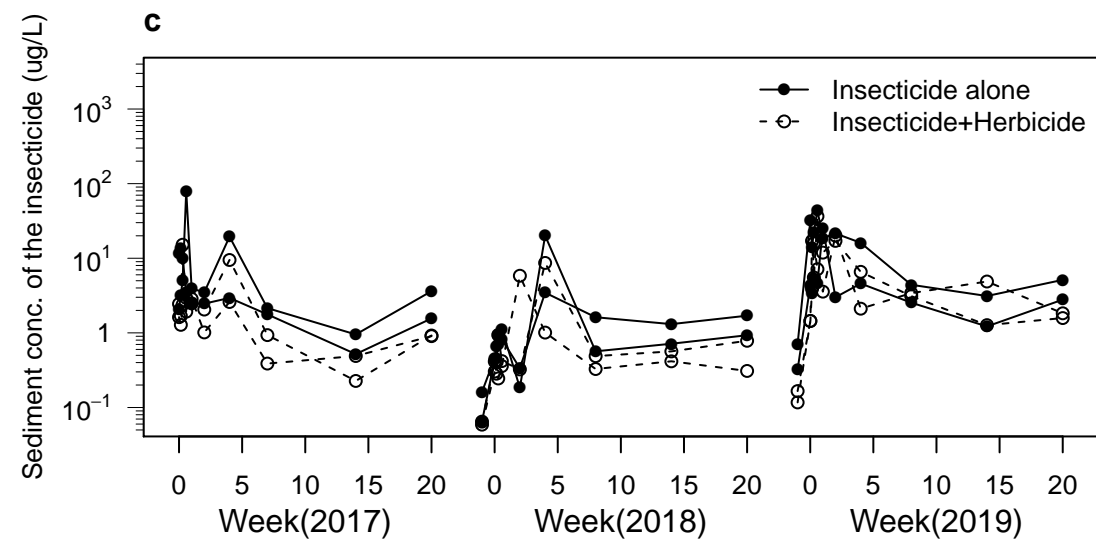 c
Sediment conc. of the insecticide (ug/L)
10³
10²
10¹
1
10⁻¹
Insecticide alone
Insecticide+Herbicide
0 5 10 15 20 0 5 10 15 20 0 5 10 15 20
Week(2017) Week(2018) Week(2019)